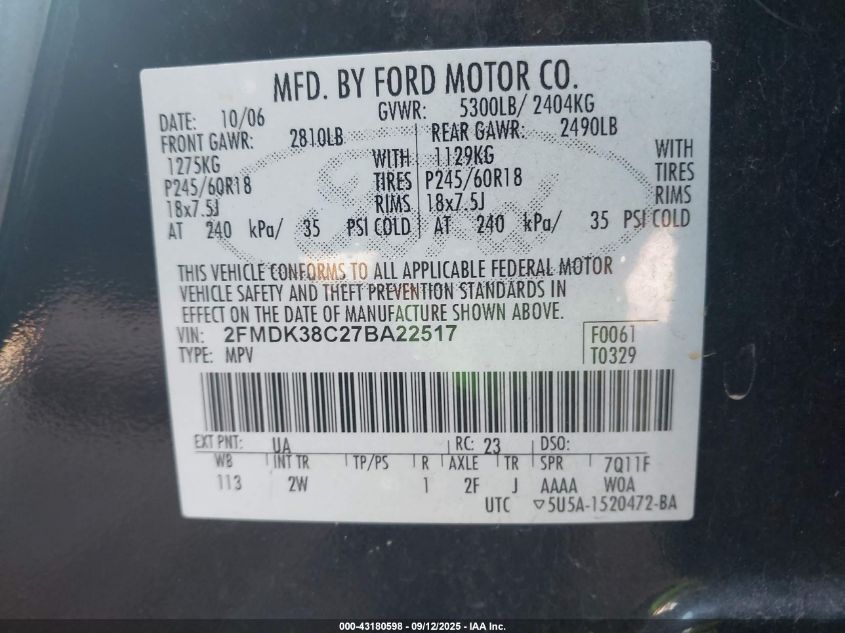 MFD. BY FORD MOTOR CO.
DATE: 10/06 GVWR: 5300LB/ 2404KG
FRONT GAWR: 2810LB REAR GAWR: 2490LB
1275KG WITH 1129KG WITH
P245/60R18 TIRES P245/60R18 TIRES
18x7.5J RIMS 18x7.5J RIMS
AT 240 kPa/ 35 PSI COLD AT 240 kPa/ 35 PSI COLD
Ford
THIS VEHICLE CONFORMS TO ALL APPLICABLE FEDERAL MOTOR
VEHICLE SAFETY AND THEFT PREVENTION STANDARDS IN
EFFECT ON THE DATE OF MANUFACTURE SHOWN ABOVE.
VIN: 2FMDK38C27BA22517 F0061
TYPE: MPV T0329
EXT PNT: UA RC: 23 DSO:
WB INT TR TP/PS R AXLE TR SPR 7Q11F
113 2W 1 2F J AAAA WOA
UTC ▽5U5A-1520472-BA
000-43180598 - 09/12/2025 - IAA Inc.